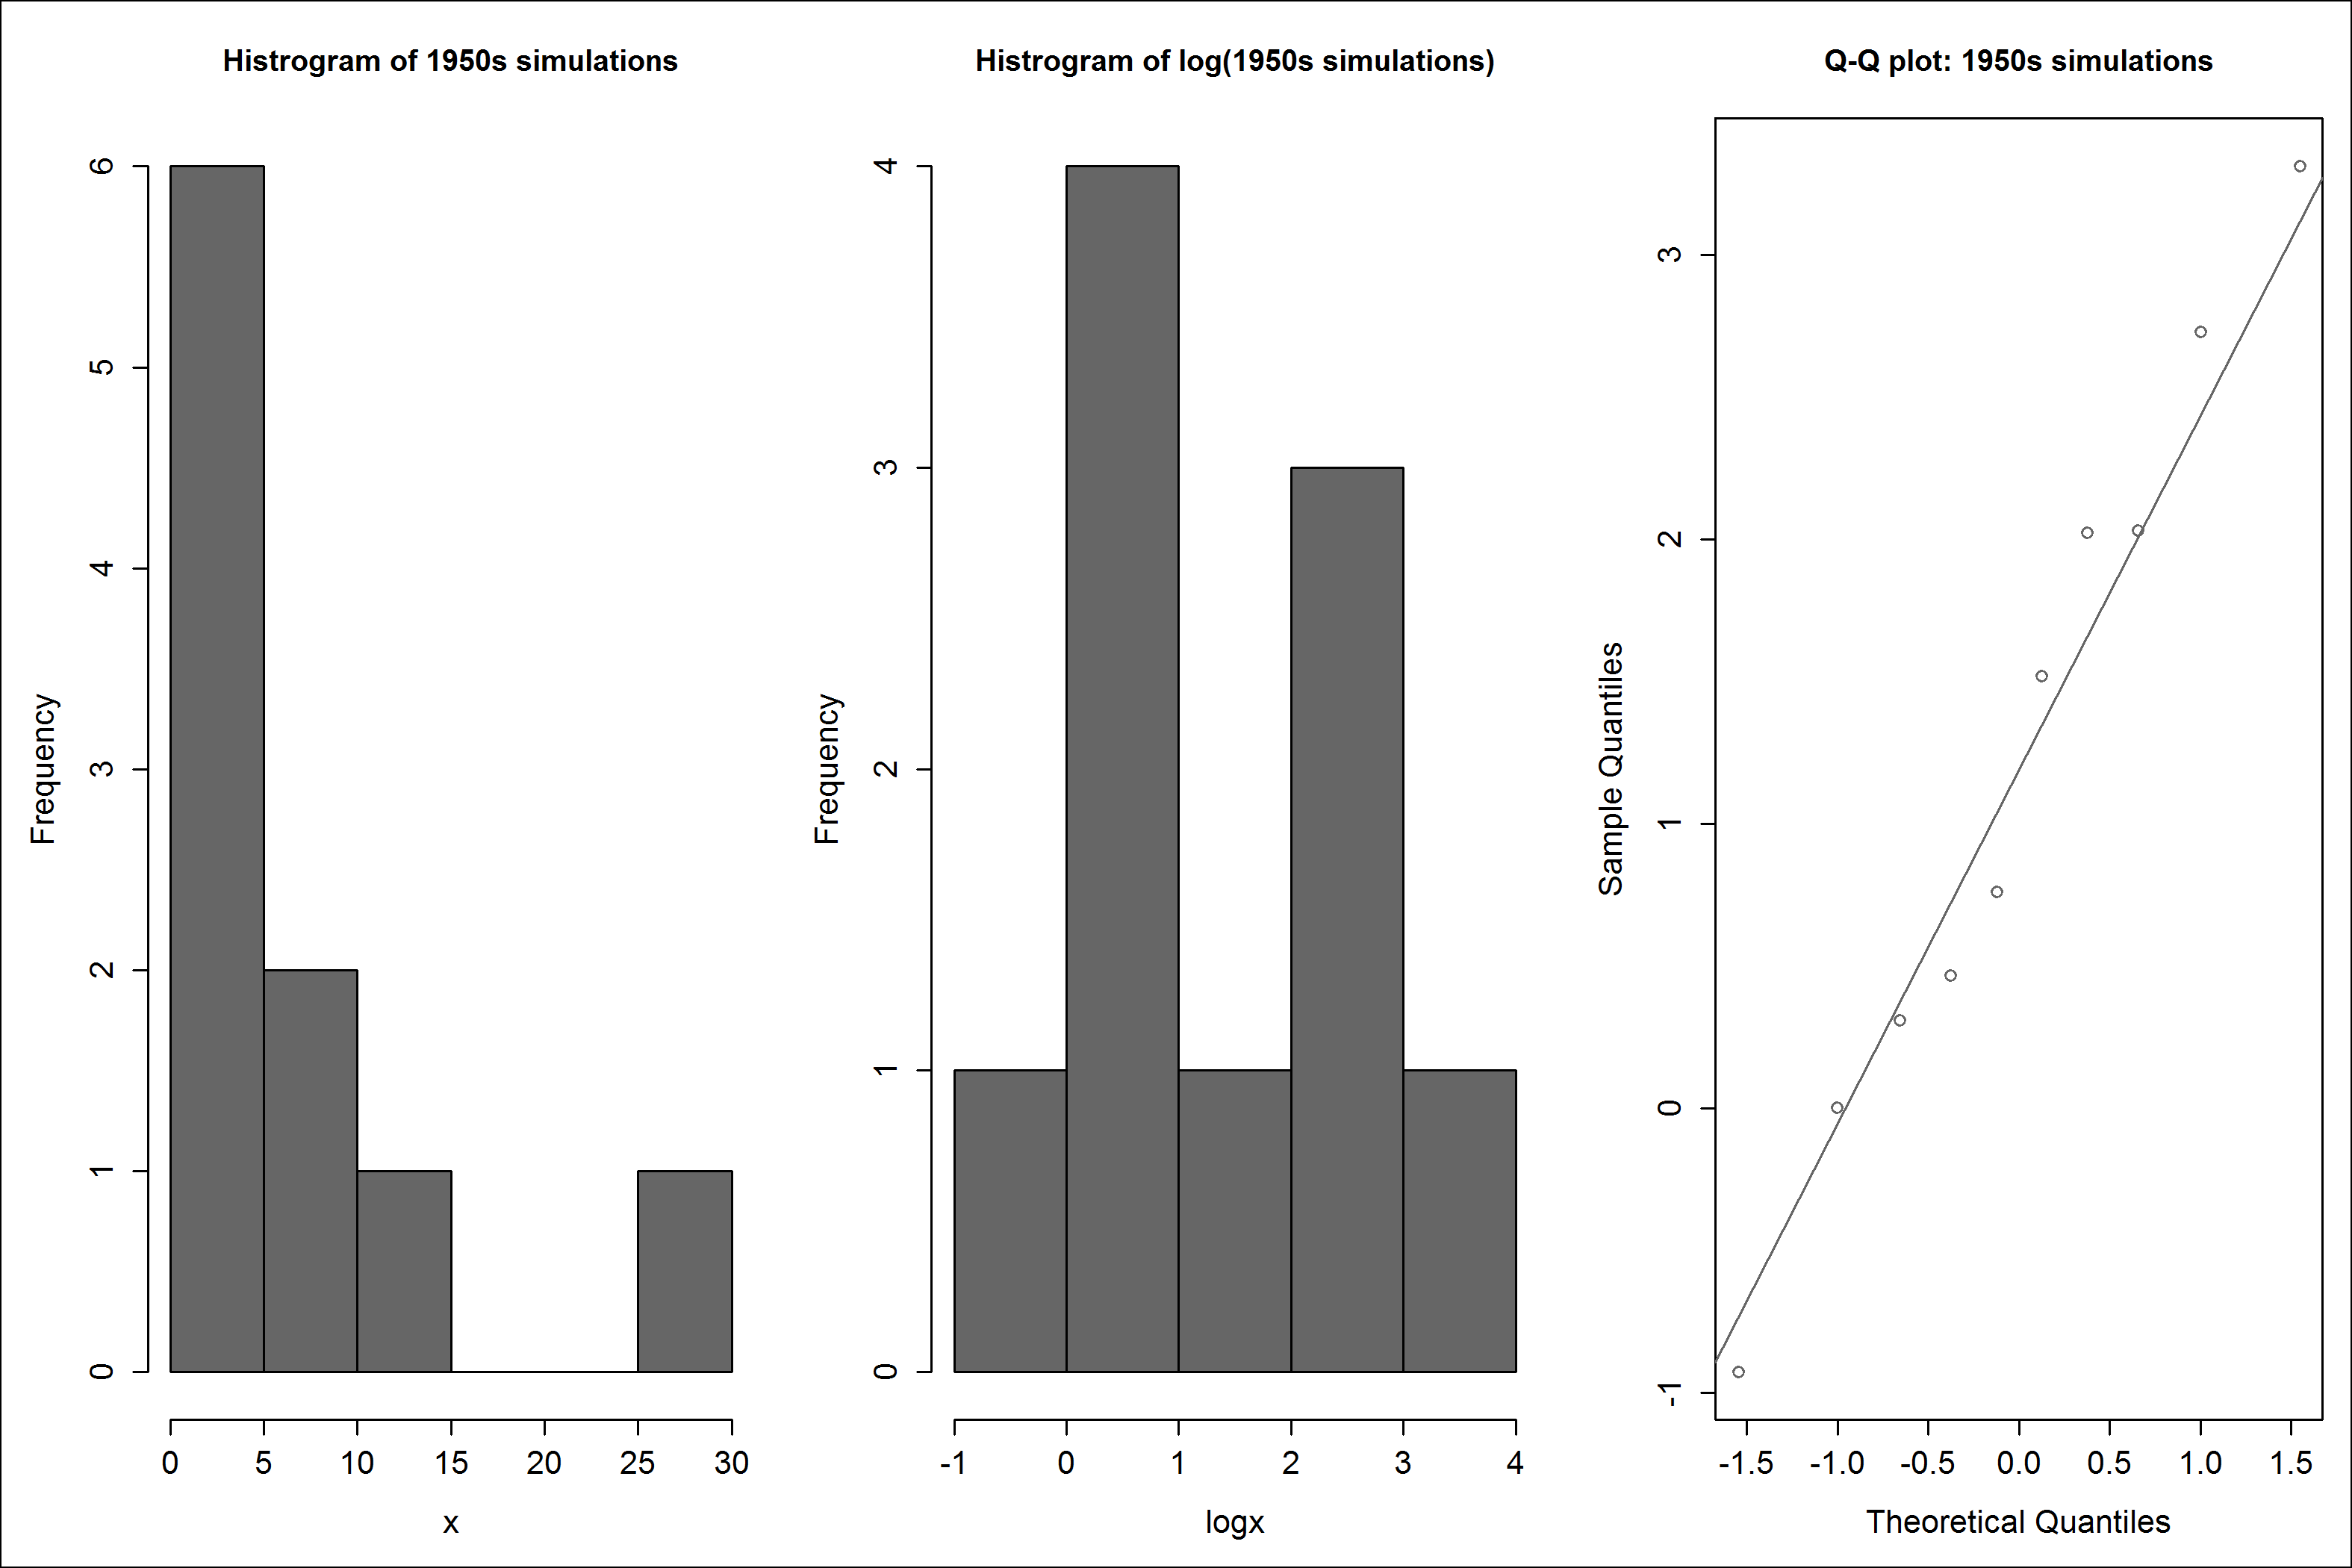 Histrogram of 1950s simulations
Frequency
6
5
4
3
2
1
0
0 5 10 15 20 25 30
x
Histrogram of log(1950s simulations)
Frequency
4
3
2
1
0
-1 0 1 2 3 4
logx
Q-Q plot: 1950s simulations
Sample Quantiles
3
2
1
0
-1
-1.5 -1.0 -0.5 0.0 0.5 1.0 1.5
Theoretical Quantiles